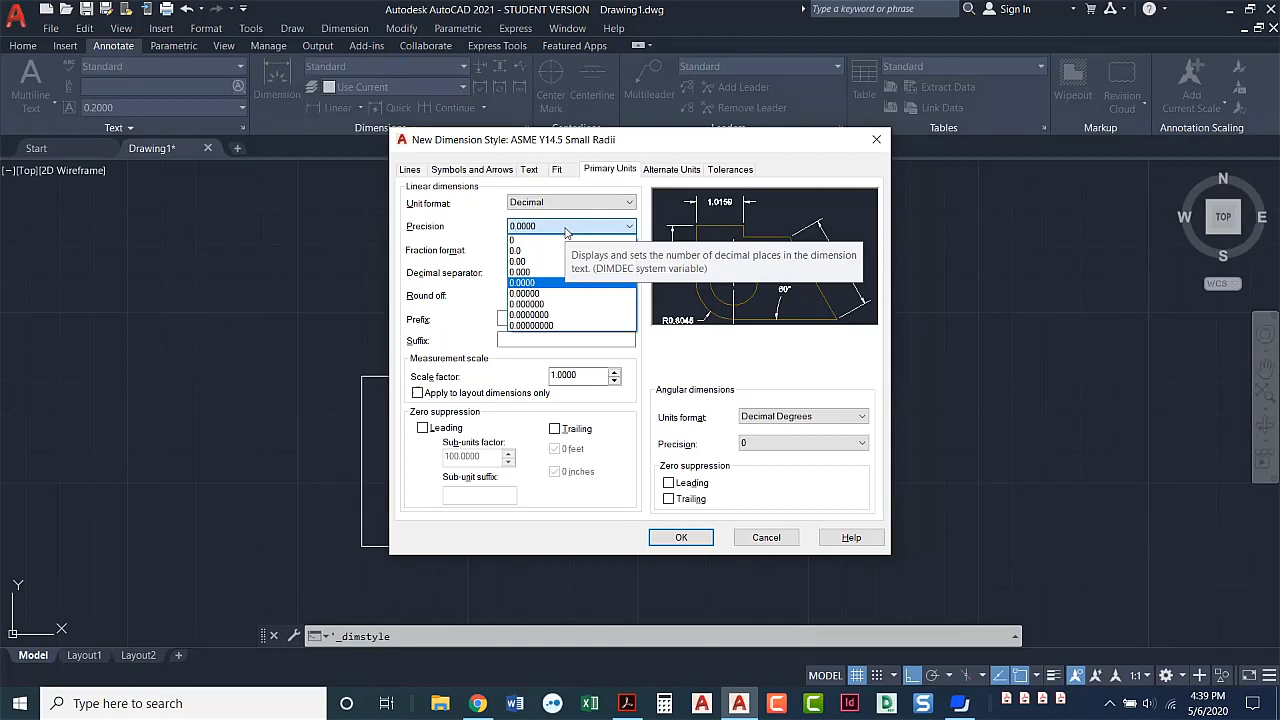 Autodesk AutoCAD 2021 - STUDENT VERSION Drawing1.dwg
Type a keyword or phrase
Sign In
File Edit View Insert Format Tools Draw Dimension Modify Parametric Express Window Help
Home Insert Annotate Parametric View Manage Output Add-ins Collaborate Express Tools Featured Apps
Standard
Standard
Use Current
Standard
Standard
Multiline
Text
Dimension
Center
Mark
Centerline
Multileader
Add Leader
Remove Leader
Table
Extract Data
Link Data
Wipeout
Revision
Cloud
Add
Current Scale
0.2000
Linear
Quick
Continue
Text
Dimensions
Centerlines
Leaders
Tables
Markup
Annotation Scaling
Start
Drawing1*
[−][Top][2D Wireframe]
New Dimension Style: ASME Y14.5 Small Radii
Lines Symbols and Arrows Text Fit Primary Units Alternate Units Tolerances
Linear dimensions
Unit format:
Decimal
Precision
0.0000
0
0.0
0.00
0.000
0.0000
0.00000
0.000000
0.0000000
0.00000000
Fraction format:
Decimal separator:
Round off:
Prefix:
Suffix:
Displays and sets the number of decimal places in the dimension
text. (DIMDEC system variable)
1.0159
60°
R0.8045
Measurement scale
Scale factor:
1.0000
Apply to layout dimensions only
Zero suppression
Leading
Trailing
Sub-units factor:
100.0000
0 feet
0 inches
Sub-unit suffix:
Angular dimensions
Units format:
Decimal Degrees
Precision:
0
Zero suppression
Leading
Trailing
OK
Cancel
Help
N
W
TOP
E
S
WCS
Y
X
'_dimstyle
Model Layout1 Layout2
MODEL
1:1
Type here to search
4:39 PM
5/6/2020